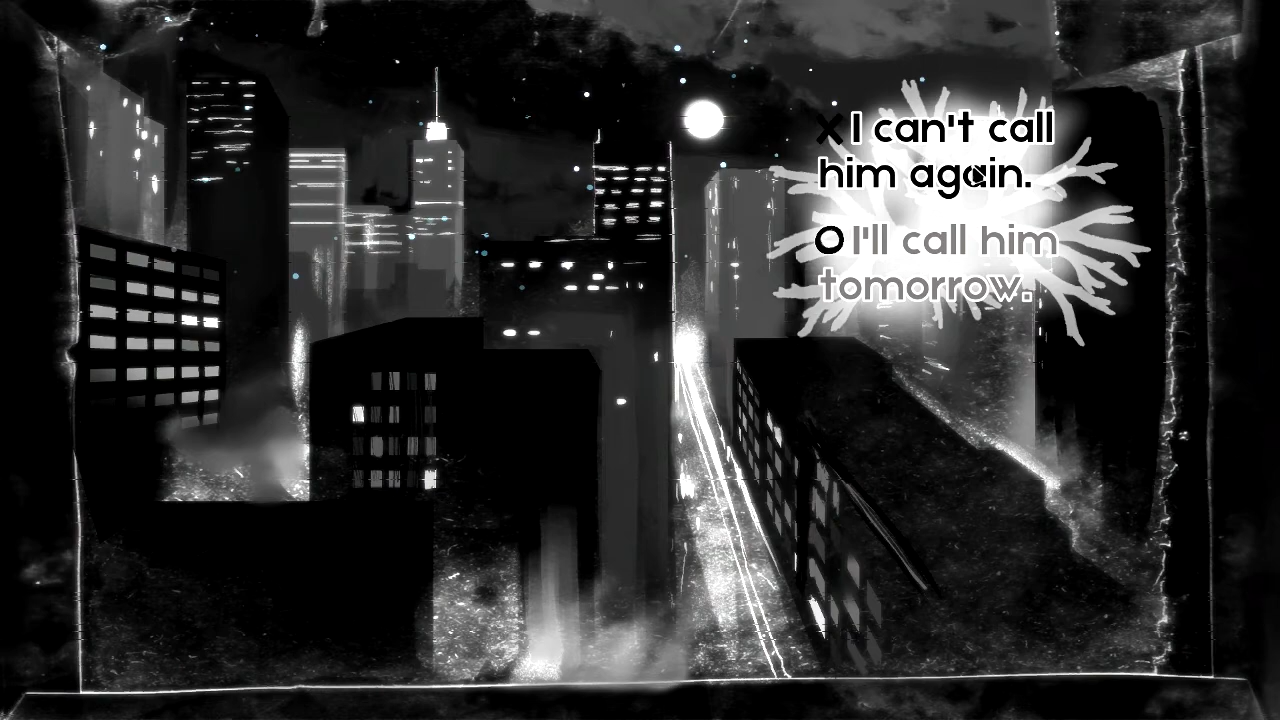 X I can't call
him again.
O I'll call him
tomorrow.